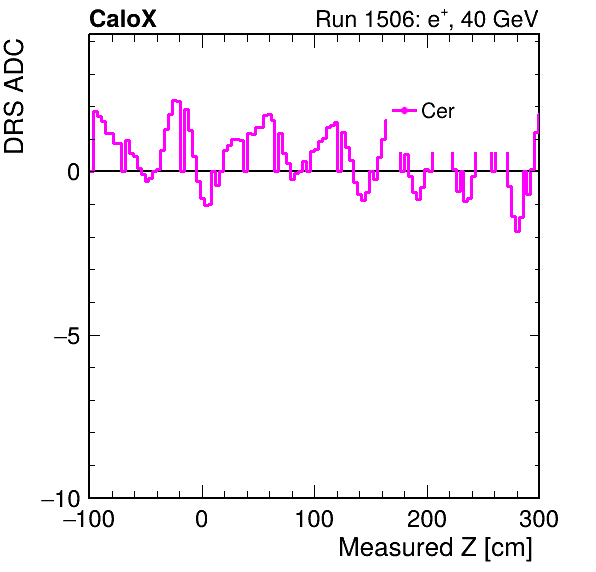 CaloX
Run 1506: e⁺, 40 GeV
DRS ADC
Cer
0
−5
−10
−100 0 100 200 300
Measured Z [cm]